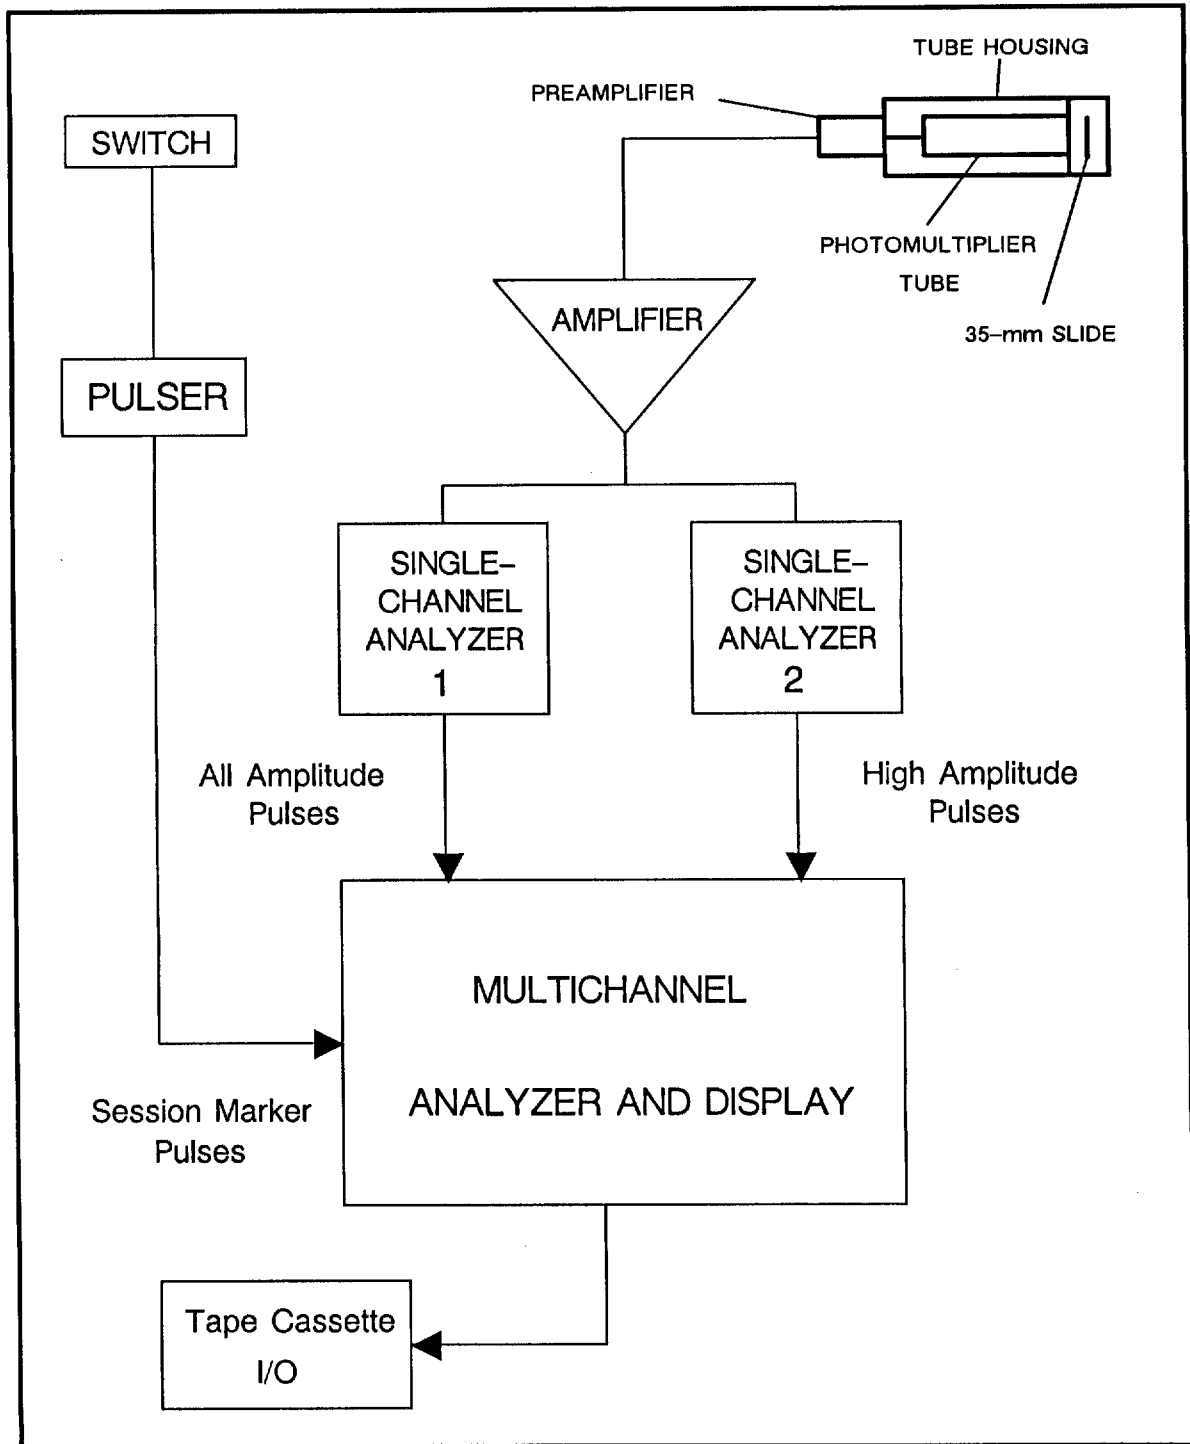 TUBE HOUSING
PREAMPLIFIER
SWITCH
PHOTOMULTIPLIER
TUBE
35-mm SLIDE
AMPLIFIER
PULSER
SINGLE-
CHANNEL
ANALYZER
1
SINGLE-
CHANNEL
ANALYZER
2
All Amplitude
Pulses
High Amplitude
Pulses
MULTICHANNEL
ANALYZER AND DISPLAY
Session Marker
Pulses
Tape Cassette
I/O